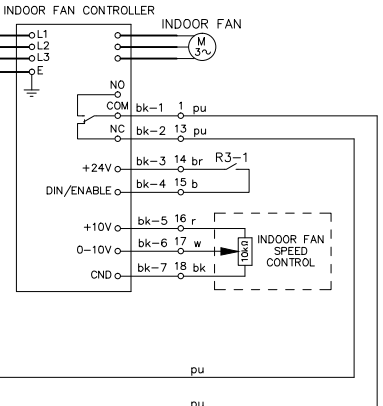 INDOOR FAN CONTROLLER
INDOOR FAN
L1
L2
L3
E
M
3~
NO
COM bk-1 1 pu
NC bk-2 13 pu
+24V bk-3 14 br R3-1
DIN/ENABLE bk-4 15 b
+10V bk-5 16 r
0-10V bk-6 17 w
CND bk-7 18 bk
10kΩ
INDOOR FAN
SPEED
CONTROL
pu
pu